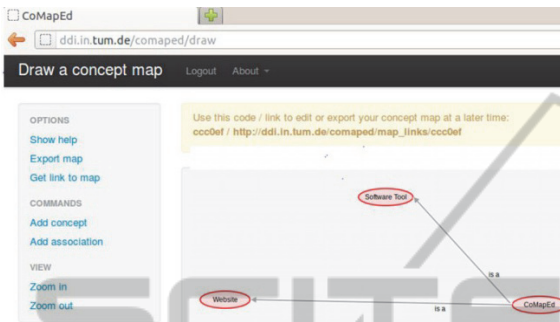 CoMapEd
ddi.in.tum.de/comaped/draw
Draw a concept map Logout About
OPTIONS
Show help
Export map
Get link to map
COMMANDS
Add concept
Add association
VIEW
Zoom in
Zoom out
Use this code / link to edit or export your concept map at a later time:
ccc0ef / http://ddi.in.tum.de/comaped/map_links/ccc0ef
Software Tool
is a
Website
is a
CoMapEd